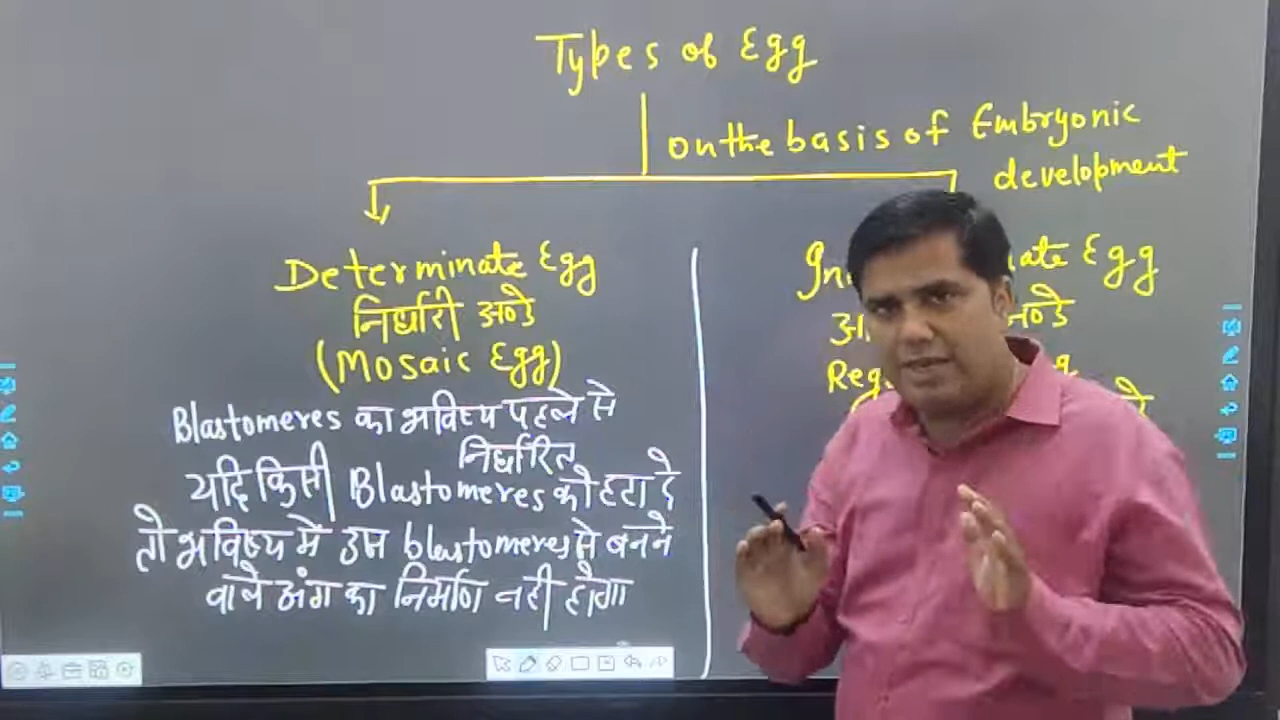 Types of Egg
on the basis of Embryonic
development
Determinate Egg
निर्धारी अण्डे
(Mosaic Egg)
Blastomeres का भविष्य पहले से
निर्धारित
यदि किसी Blastomeres को हटा दे
तो भविष्य में उस blastomeres से बनने
वाले अंग का निर्माण नही होगा
Egg